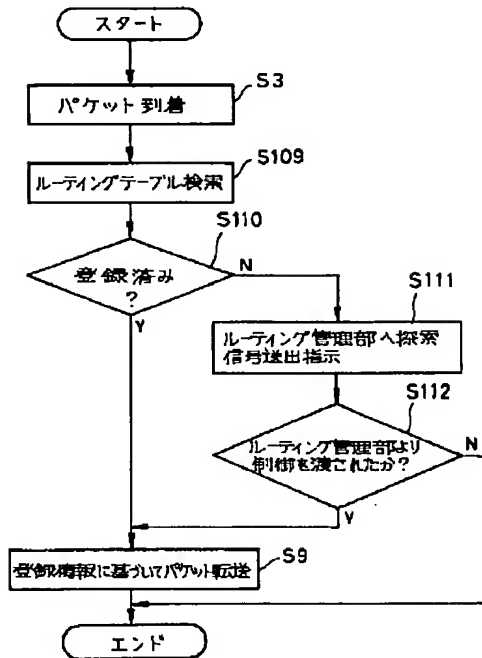 スタート
S3
パケット到着
S109
ルーティングテーブル検索
S110
登録済み
?
N
Y
S111
ルーティング管理部へ探索
信号送出指示
S112
ルーティング管理部より
制御を渡されたか?
N
Y
S9
登録情報に基づいてパケット転送
エンド